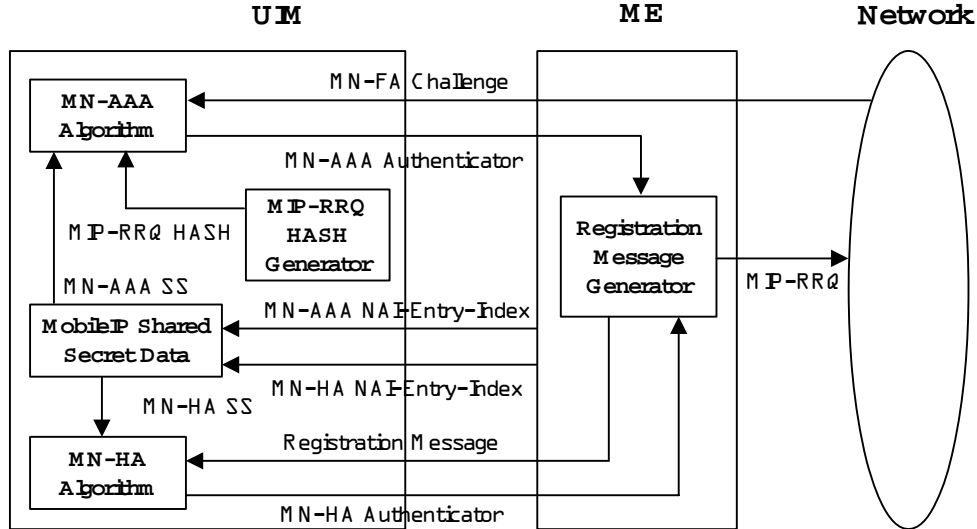 UIM
ME
Network
MN-FA Challenge
MN-AAA
Algorithm
MN-AAA Authenticator
MIP-RRQ
HASH
Generator
MIP-RRQ HASH
Registration
Message
Generator
MIP-RRQ
MN-AAA SS
MN-AAA NAI-Entry-Index
MobileIP Shared
Secret Data
MN-HA NAI-Entry-Index
MN-HA SS
Registration Message
MN-HA
Algorithm
MN-HA Authenticator